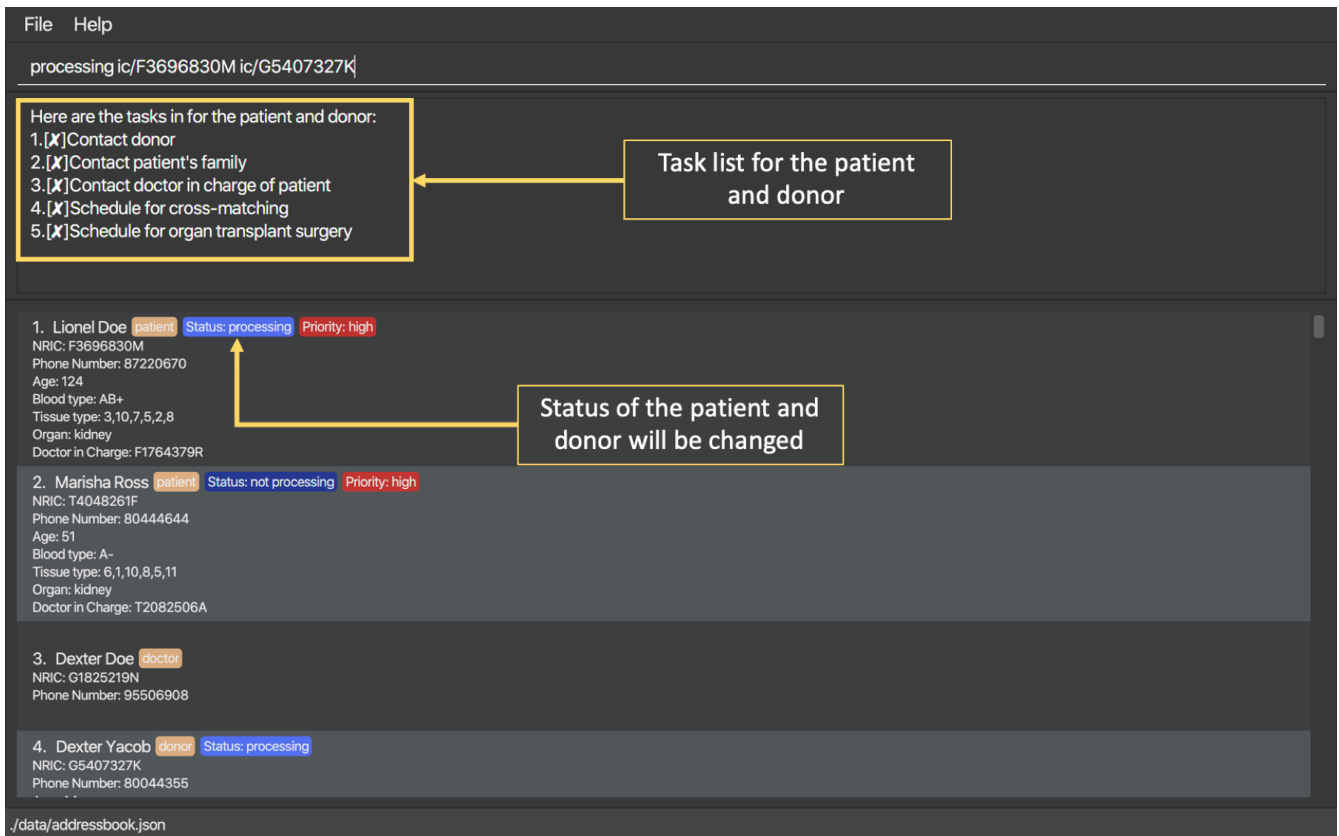 File Help
processing ic/F3696830M ic/G5407327K
Here are the tasks in for the patient and donor:
1.[✗]Contact donor
2.[✗]Contact patient's family
3.[✗]Contact doctor in charge of patient
4.[✗]Schedule for cross-matching
5.[✗]Schedule for organ transplant surgery
Task list for the patient
and donor
1. Lionel Doe patient Status: processing Priority: high
NRIC: F3696830M
Phone Number: 87220670
Age: 124
Blood type: AB+
Tissue type: 3,10,7,5,2,8
Organ: kidney
Doctor in Charge: F1764379R
Status of the patient and
donor will be changed
2. Marisha Ross patient Status: not processing Priority: high
NRIC: T4048261F
Phone Number: 80444644
Age: 51
Blood type: A-
Tissue type: 6,1,10,8,5,11
Organ: kidney
Doctor in Charge: T2082506A
3. Dexter Doe doctor
NRIC: G1825219N
Phone Number: 95506908
4. Dexter Yacob donor Status: processing
NRIC: G5407327K
Phone Number: 80044355
./data/addressbook.json